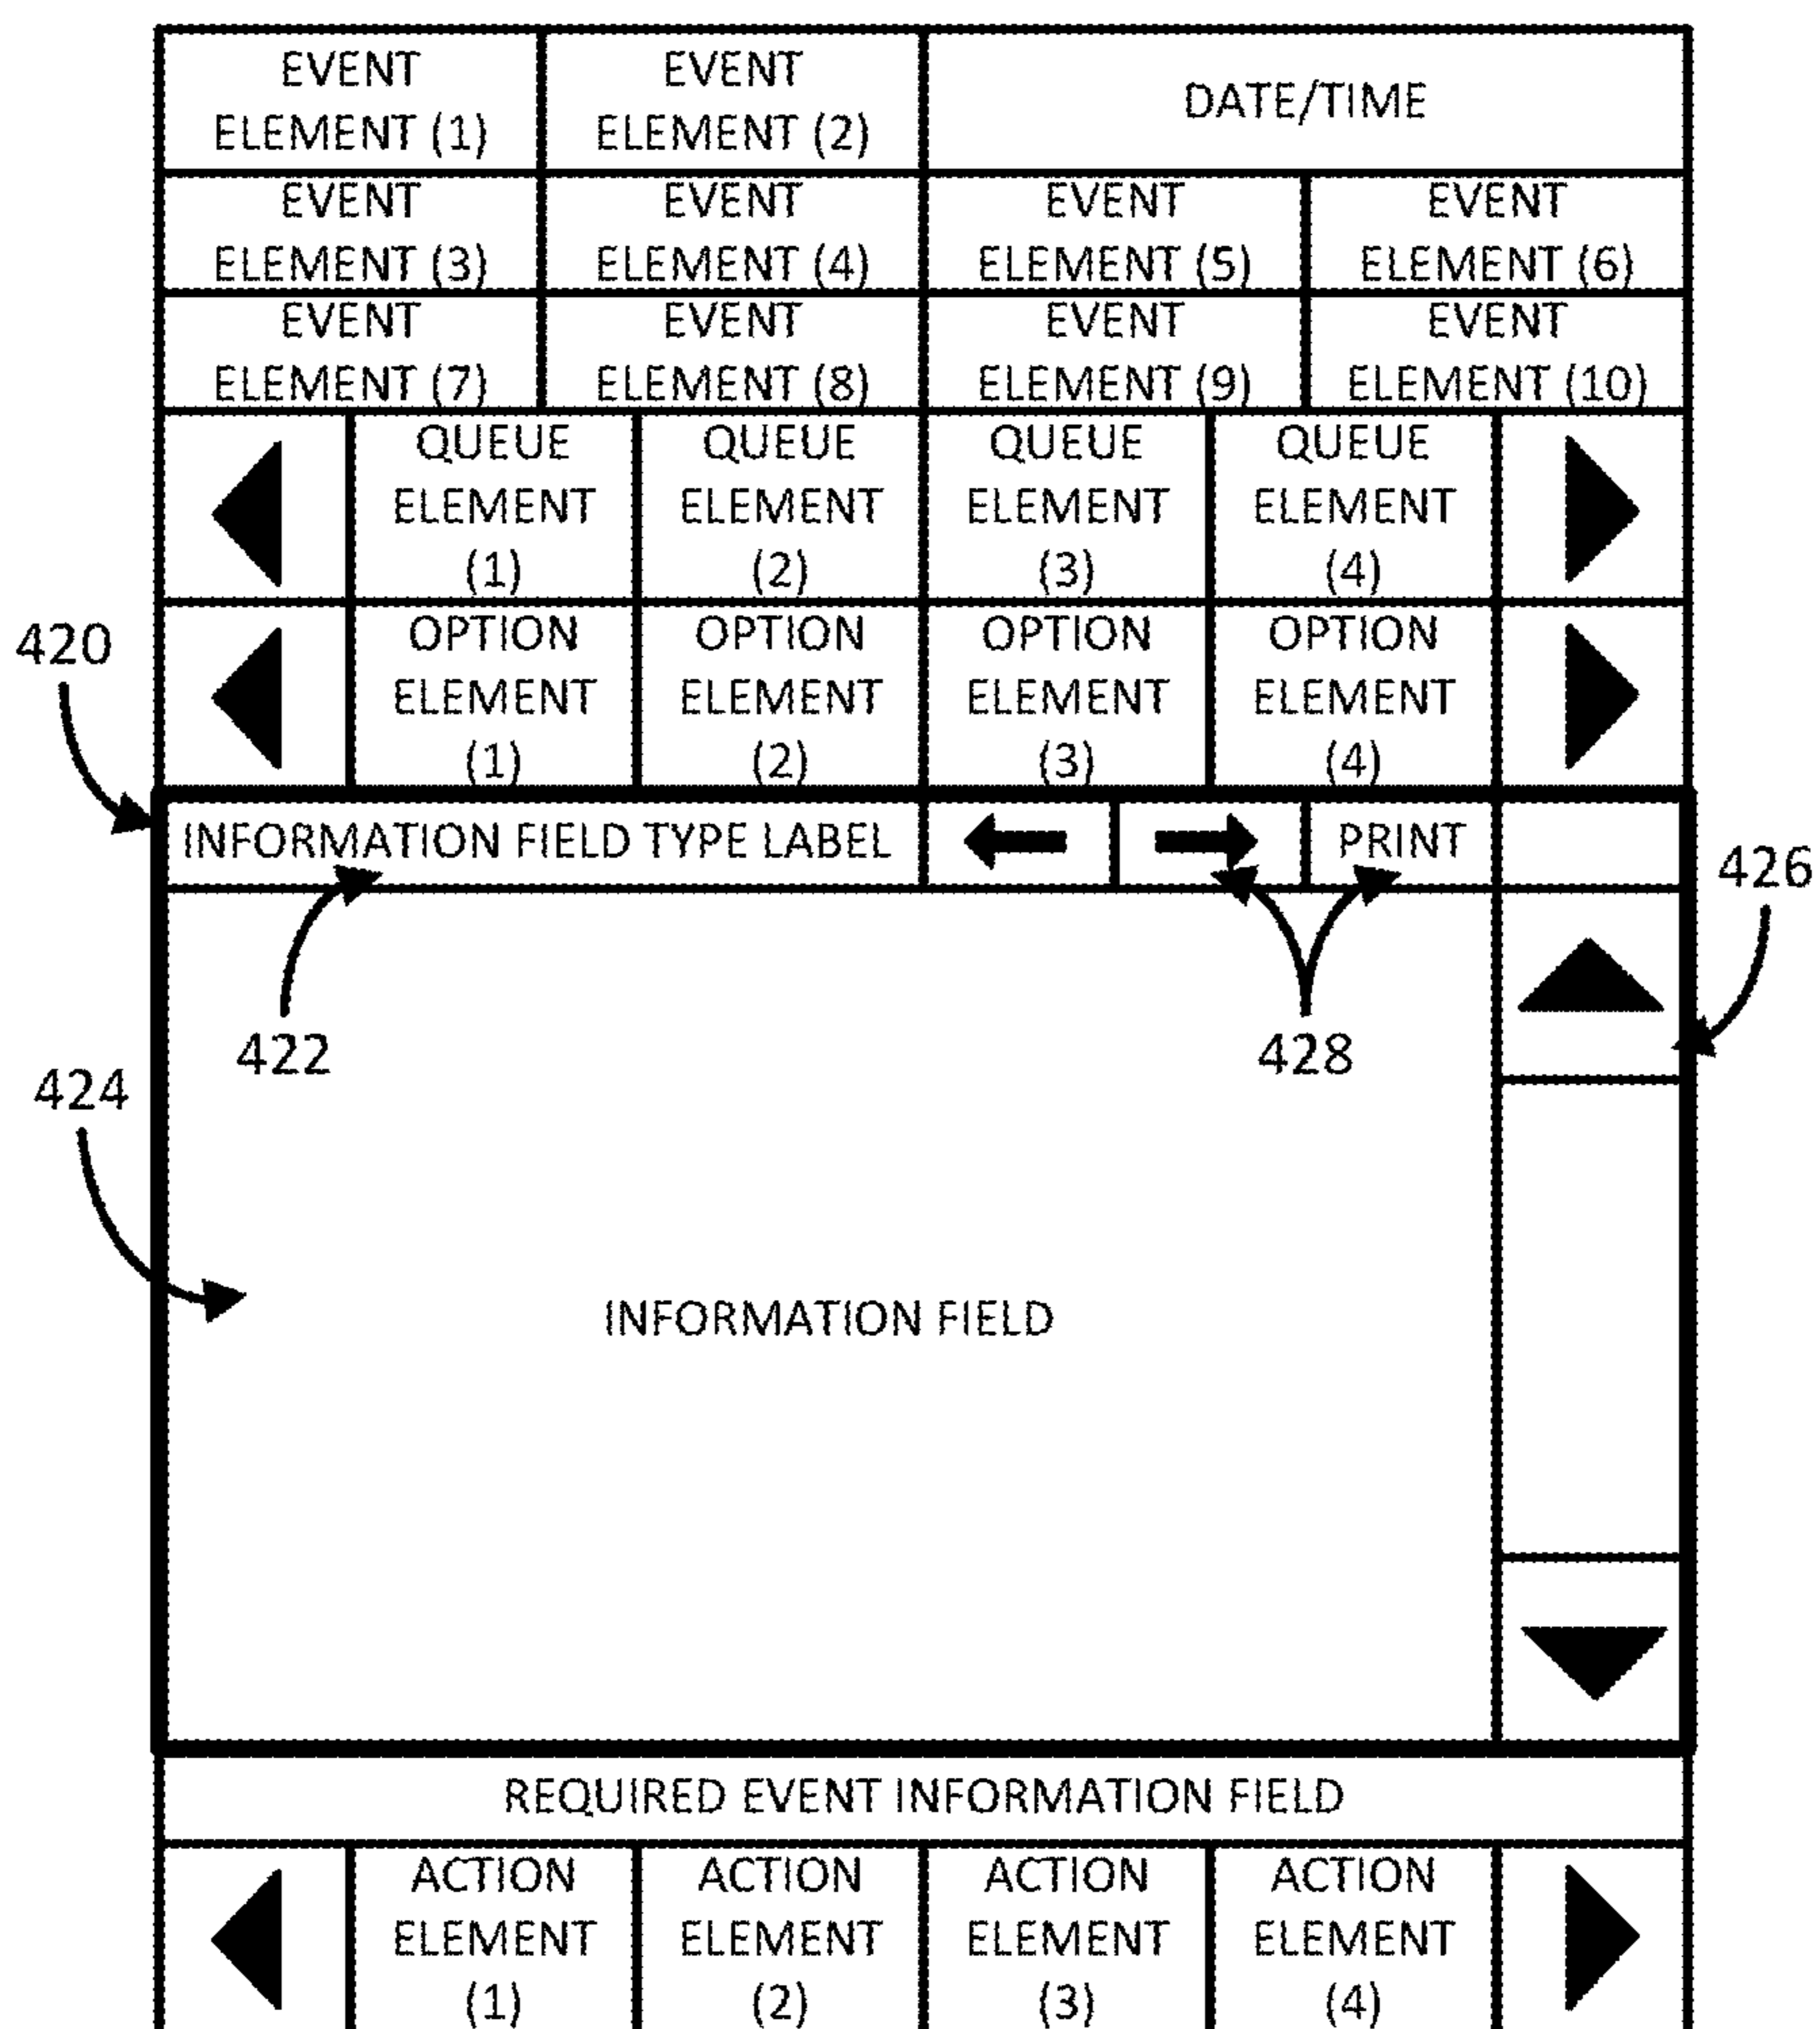 EVENT
ELEMENT (1)
EVENT
ELEMENT (2)
DATE/TIME
EVENT
ELEMENT (3)
EVENT
ELEMENT (4)
EVENT
ELEMENT (5)
EVENT
ELEMENT (6)
EVENT
ELEMENT (7)
EVENT
ELEMENT (8)
EVENT
ELEMENT (9)
EVENT
ELEMENT (10)
QUEUE
ELEMENT
(1)
QUEUE
ELEMENT
(2)
QUEUE
ELEMENT
(3)
QUEUE
ELEMENT
(4)
420
OPTION
ELEMENT
(1)
OPTION
ELEMENT
(2)
OPTION
ELEMENT
(3)
OPTION
ELEMENT
(4)
INFORMATION FIELD TYPE LABEL
PRINT
426
422
428
424
INFORMATION FIELD
REQUIRED EVENT INFORMATION FIELD
ACTION
ELEMENT
(1)
ACTION
ELEMENT
(2)
ACTION
ELEMENT
(3)
ACTION
ELEMENT
(4)